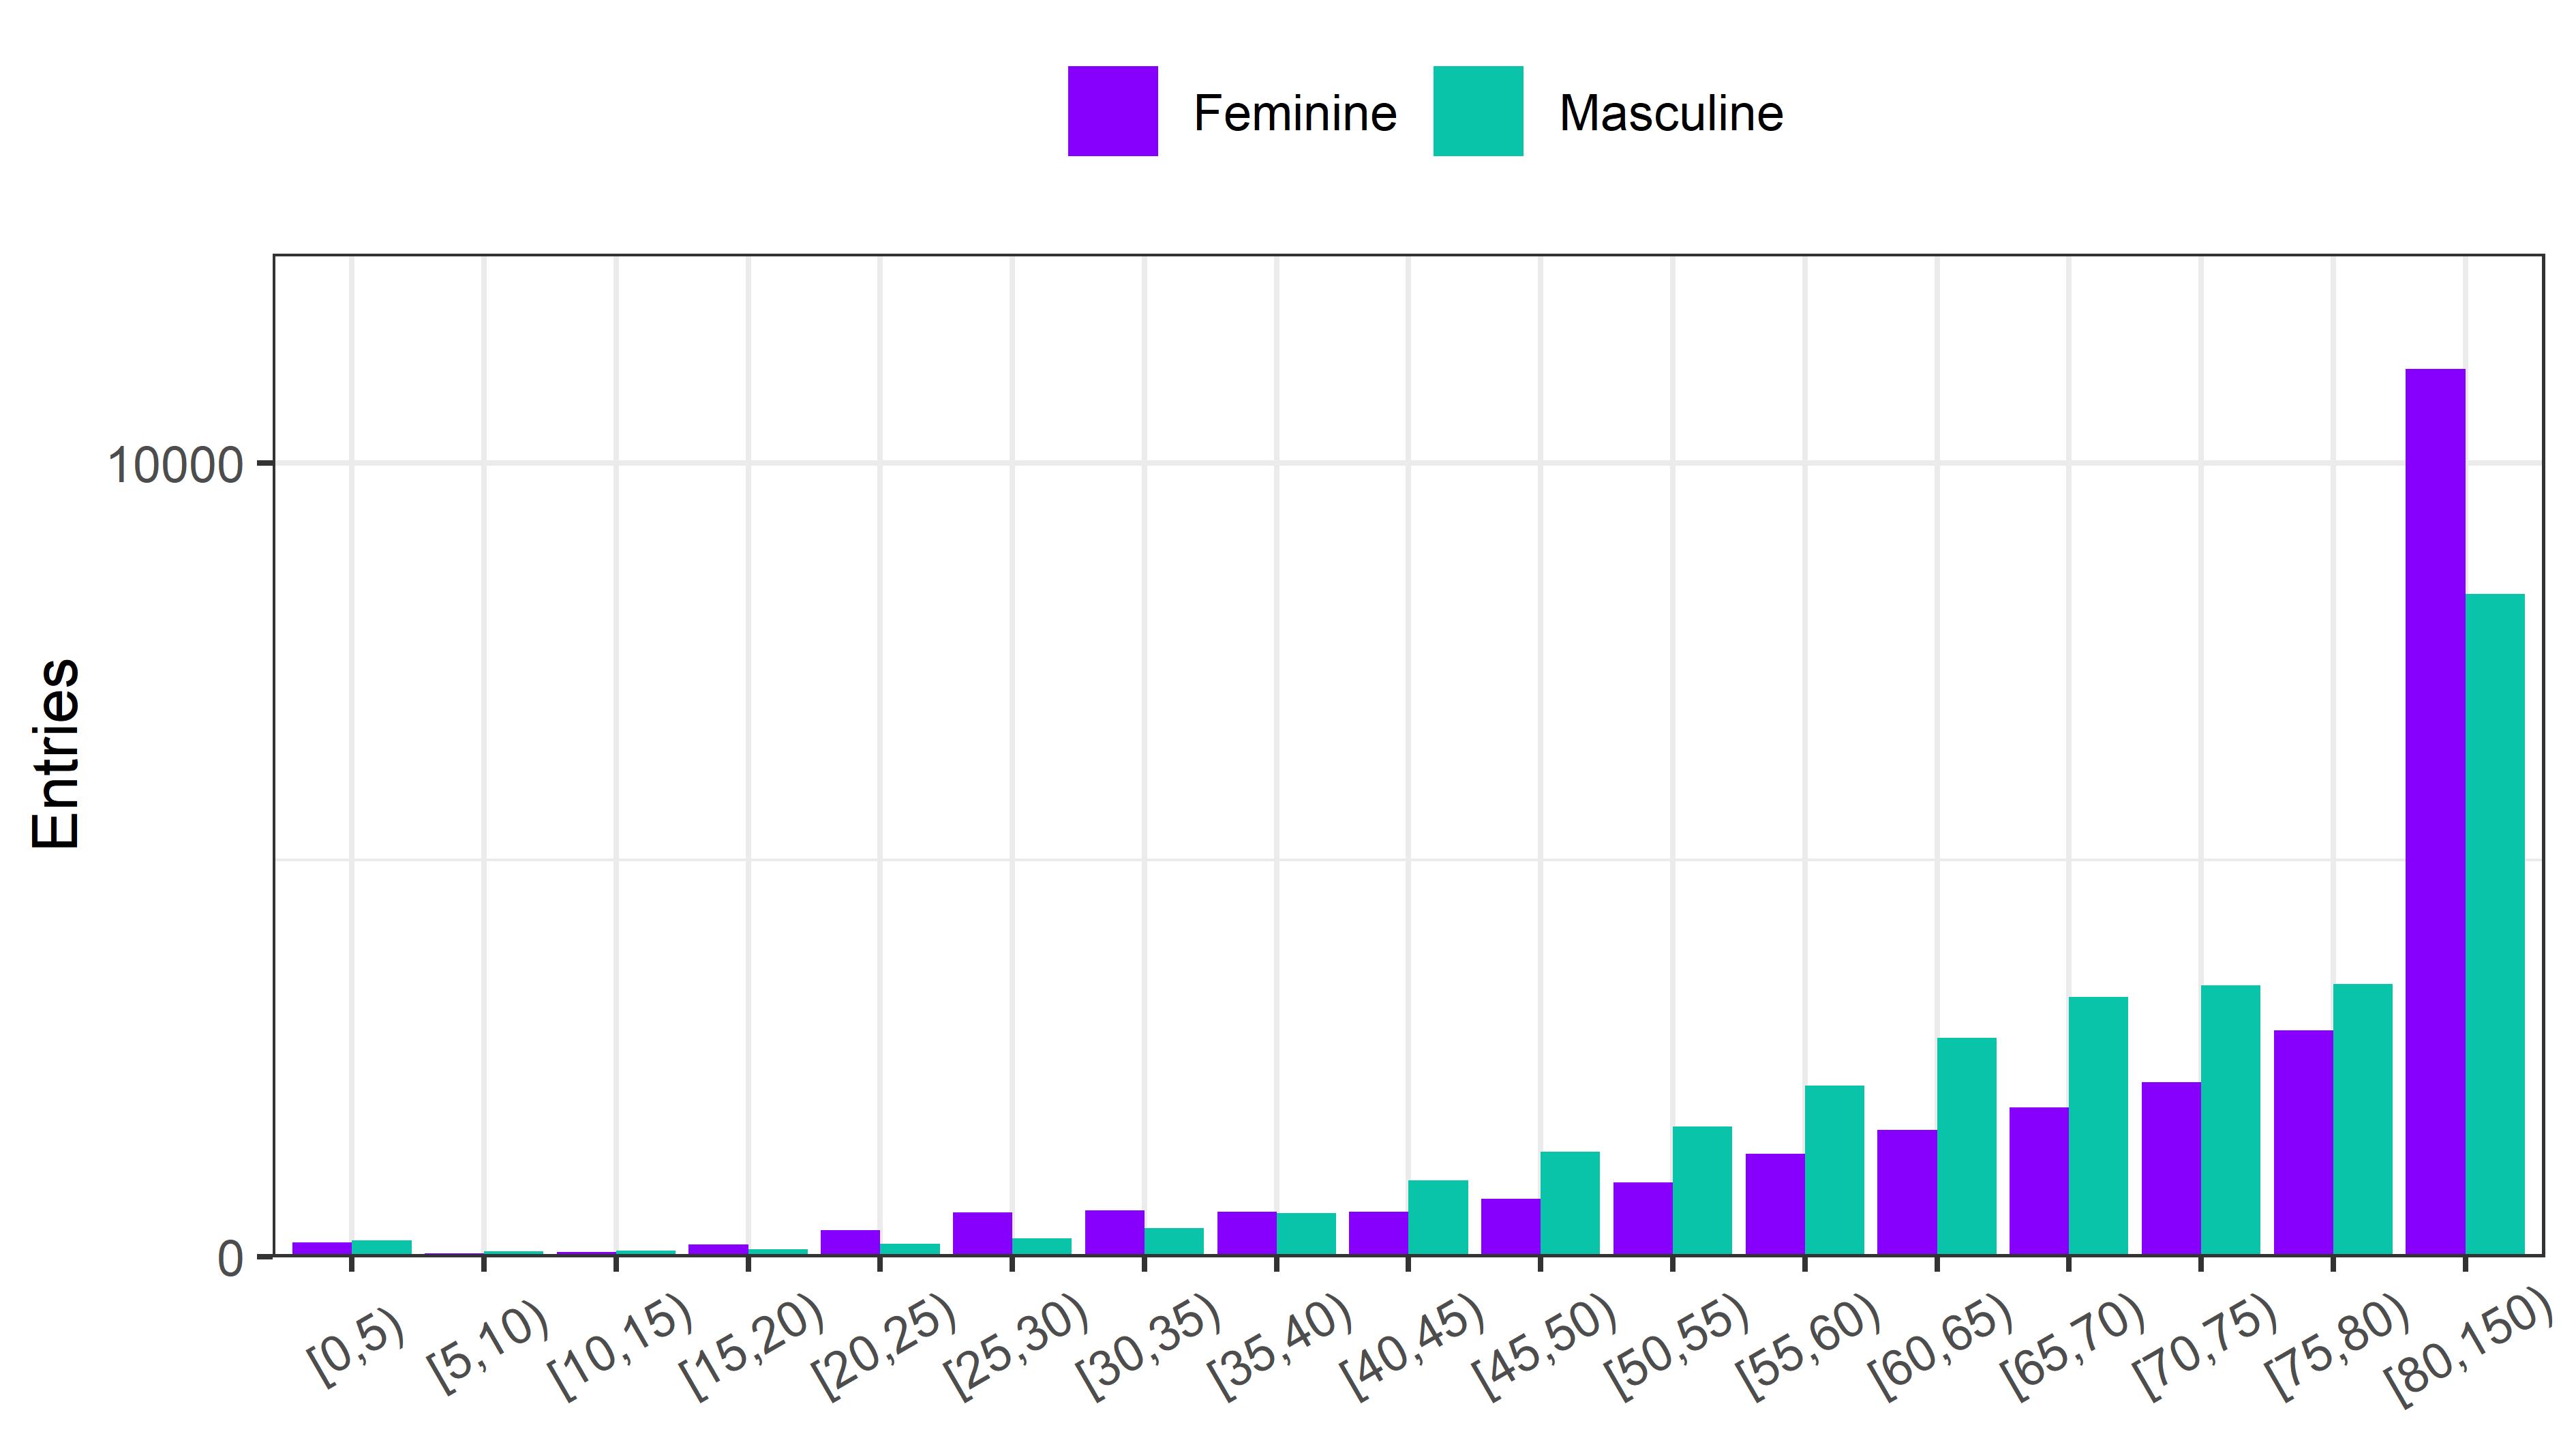 Feminine Masculine
Entries
10000
0
[0,5) [5,10) [10,15) [15,20) [20,25) [25,30) [30,35) [35,40) [40,45) [45,50) [50,55) [55,60) [60,65) [65,70) [70,75) [75,80) [80,150)